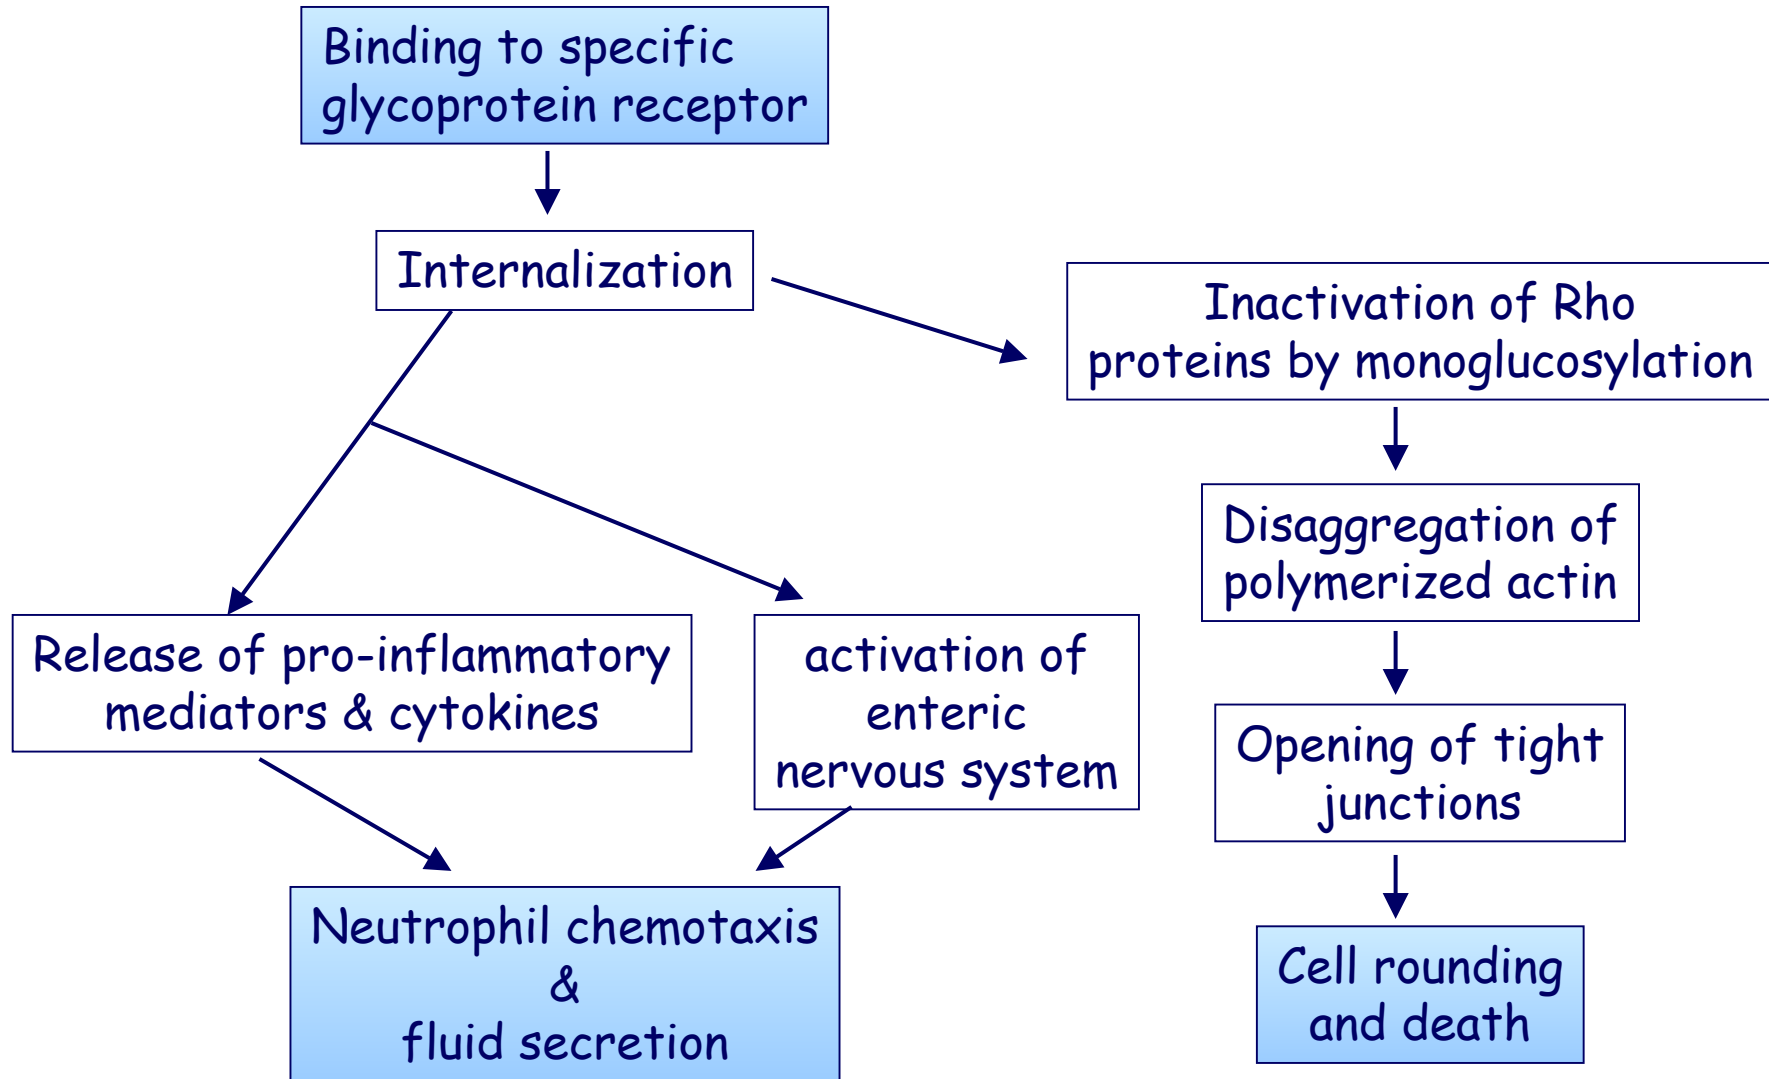 Binding to specific
glycoprotein receptor
Internalization
Inactivation of Rho
proteins by monoglucosylation
Disaggregation of
polymerized actin
Release of pro-inflammatory
mediators & cytokines
activation of
enteric
nervous system
Opening of tight
junctions
Neutrophil chemotaxis
&
fluid secretion
Cell rounding
and death